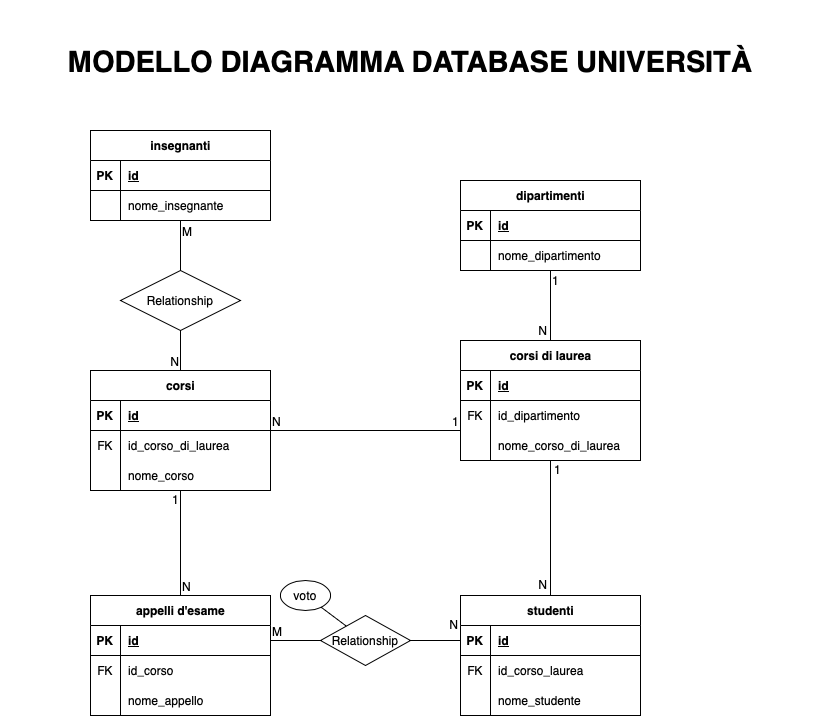 MODELLO DIAGRAMMA DATABASE UNIVERSITÀ
insegnanti
PK id
nome_insegnante
M
Relationship
N
dipartimenti
PK id
nome_dipartimento
1
N
corsi
PK id
FK id_corso_di_laurea
nome_corso
N
1
corsi di laurea
PK id
FK id_dipartimento
nome_corso_di_laurea
1
N
1
N
appelli d'esame
PK id
FK id_corso
nome_appello
voto
M
Relationship
N
studenti
PK id
FK id_corso_laurea
nome_studente